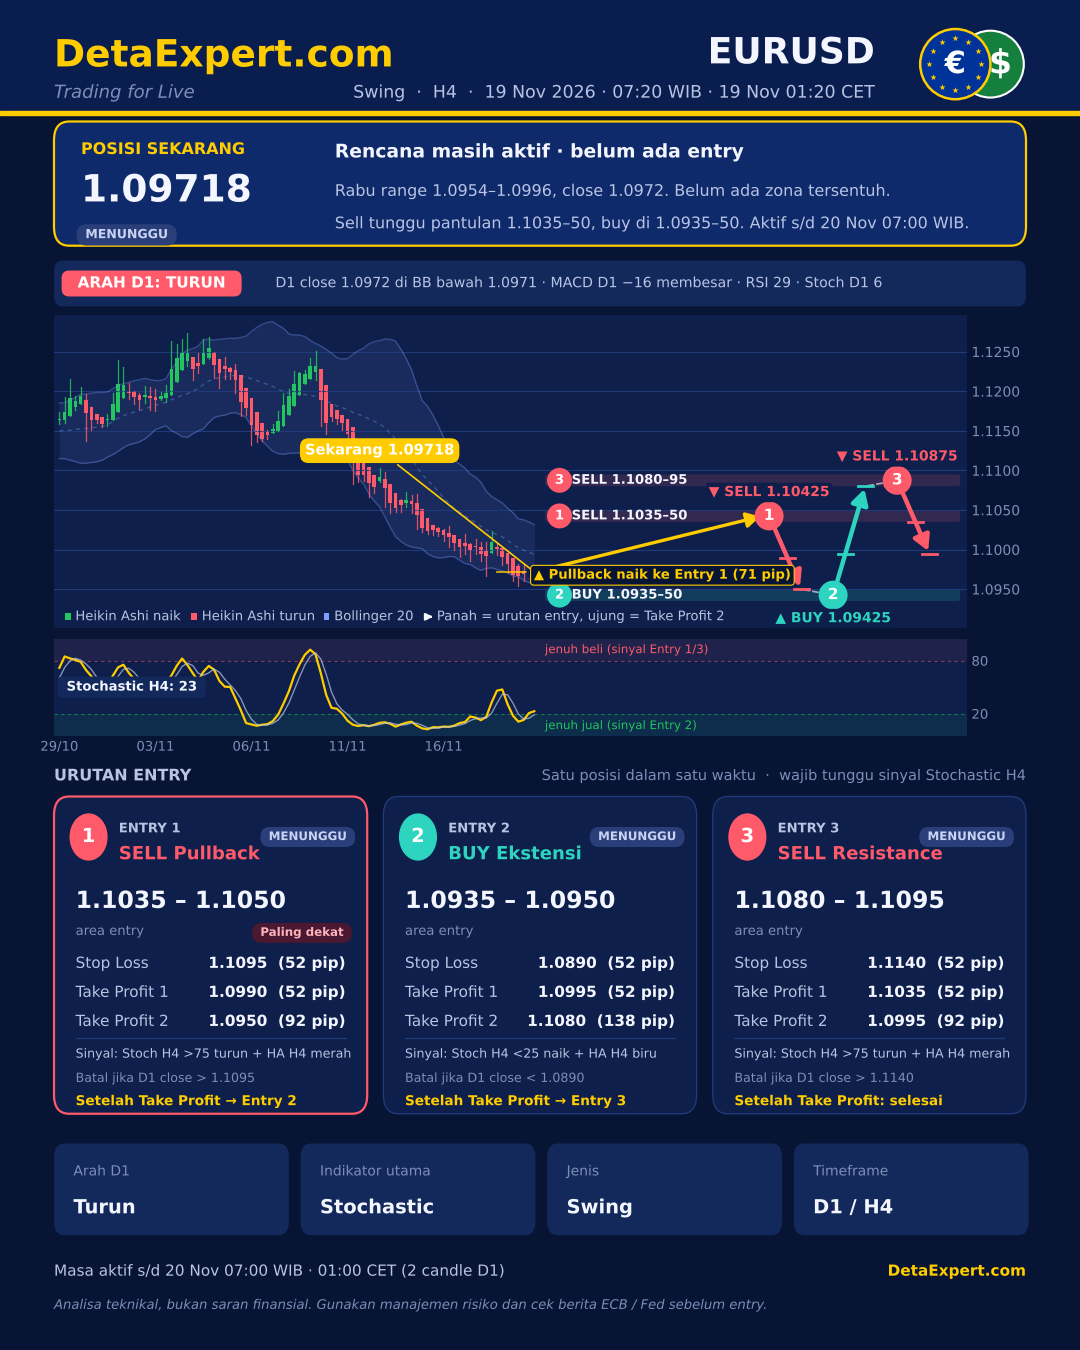 DetaExpert.com
Trading for Live
EURUSD
Swing · H4 · 19 Nov 2026 · 07:20 WIB · 19 Nov 01:20 CET
€ $
POSISI SEKARANG
1.09718
MENUNGGU
Rencana masih aktif · belum ada entry
Rabu range 1.0954–1.0996, close 1.0972. Belum ada zona tersentuh.
Sell tunggu pantulan 1.1035–50, buy di 1.0935–50. Aktif s/d 20 Nov 07:00 WIB.
ARAH D1: TURUN
D1 close 1.0972 di BB bawah 1.0971 · MACD D1 −16 membesar · RSI 29 · Stoch D1 6
1.1250
1.1200
1.1150
1.1100
1.1050
1.1000
1.0950
Sekarang 1.09718
▼ SELL 1.10875
3 SELL 1.1080–95
3
▼ SELL 1.10425
1 SELL 1.1035–50
1
▲ Pullback naik ke Entry 1 (71 pip)
2 BUY 1.0935–50
2
▲ BUY 1.09425
Heikin Ashi naik
Heikin Ashi turun
Bollinger 20
Panah = urutan entry, ujung = Take Profit 2
jenuh beli (sinyal Entry 1/3)
80
Stochastic H4: 23
20
jenuh jual (sinyal Entry 2)
29/10 03/11 06/11 11/11 16/11
URUTAN ENTRY
Satu posisi dalam satu waktu · wajib tunggu sinyal Stochastic H4
1
ENTRY 1
MENUNGGU
SELL Pullback
1.1035 – 1.1050
area entry
Paling dekat
Stop Loss 1.1095 (52 pip)
Take Profit 1 1.0990 (52 pip)
Take Profit 2 1.0950 (92 pip)
Sinyal: Stoch H4 >75 turun + HA H4 merah
Batal jika D1 close > 1.1095
Setelah Take Profit → Entry 2
2
ENTRY 2
MENUNGGU
BUY Ekstensi
1.0935 – 1.0950
area entry
Stop Loss 1.0890 (52 pip)
Take Profit 1 1.0995 (52 pip)
Take Profit 2 1.1080 (138 pip)
Sinyal: Stoch H4 <25 naik + HA H4 biru
Batal jika D1 close < 1.0890
Setelah Take Profit → Entry 3
3
ENTRY 3
MENUNGGU
SELL Resistance
1.1080 – 1.1095
area entry
Stop Loss 1.1140 (52 pip)
Take Profit 1 1.1035 (52 pip)
Take Profit 2 1.0995 (92 pip)
Sinyal: Stoch H4 >75 turun + HA H4 merah
Batal jika D1 close > 1.1140
Setelah Take Profit: selesai
Arah D1
Turun
Indikator utama
Stochastic
Jenis
Swing
Timeframe
D1 / H4
Masa aktif s/d 20 Nov 07:00 WIB · 01:00 CET (2 candle D1)
DetaExpert.com
Analisa teknikal, bukan saran finansial. Gunakan manajemen risiko dan cek berita ECB / Fed sebelum entry.